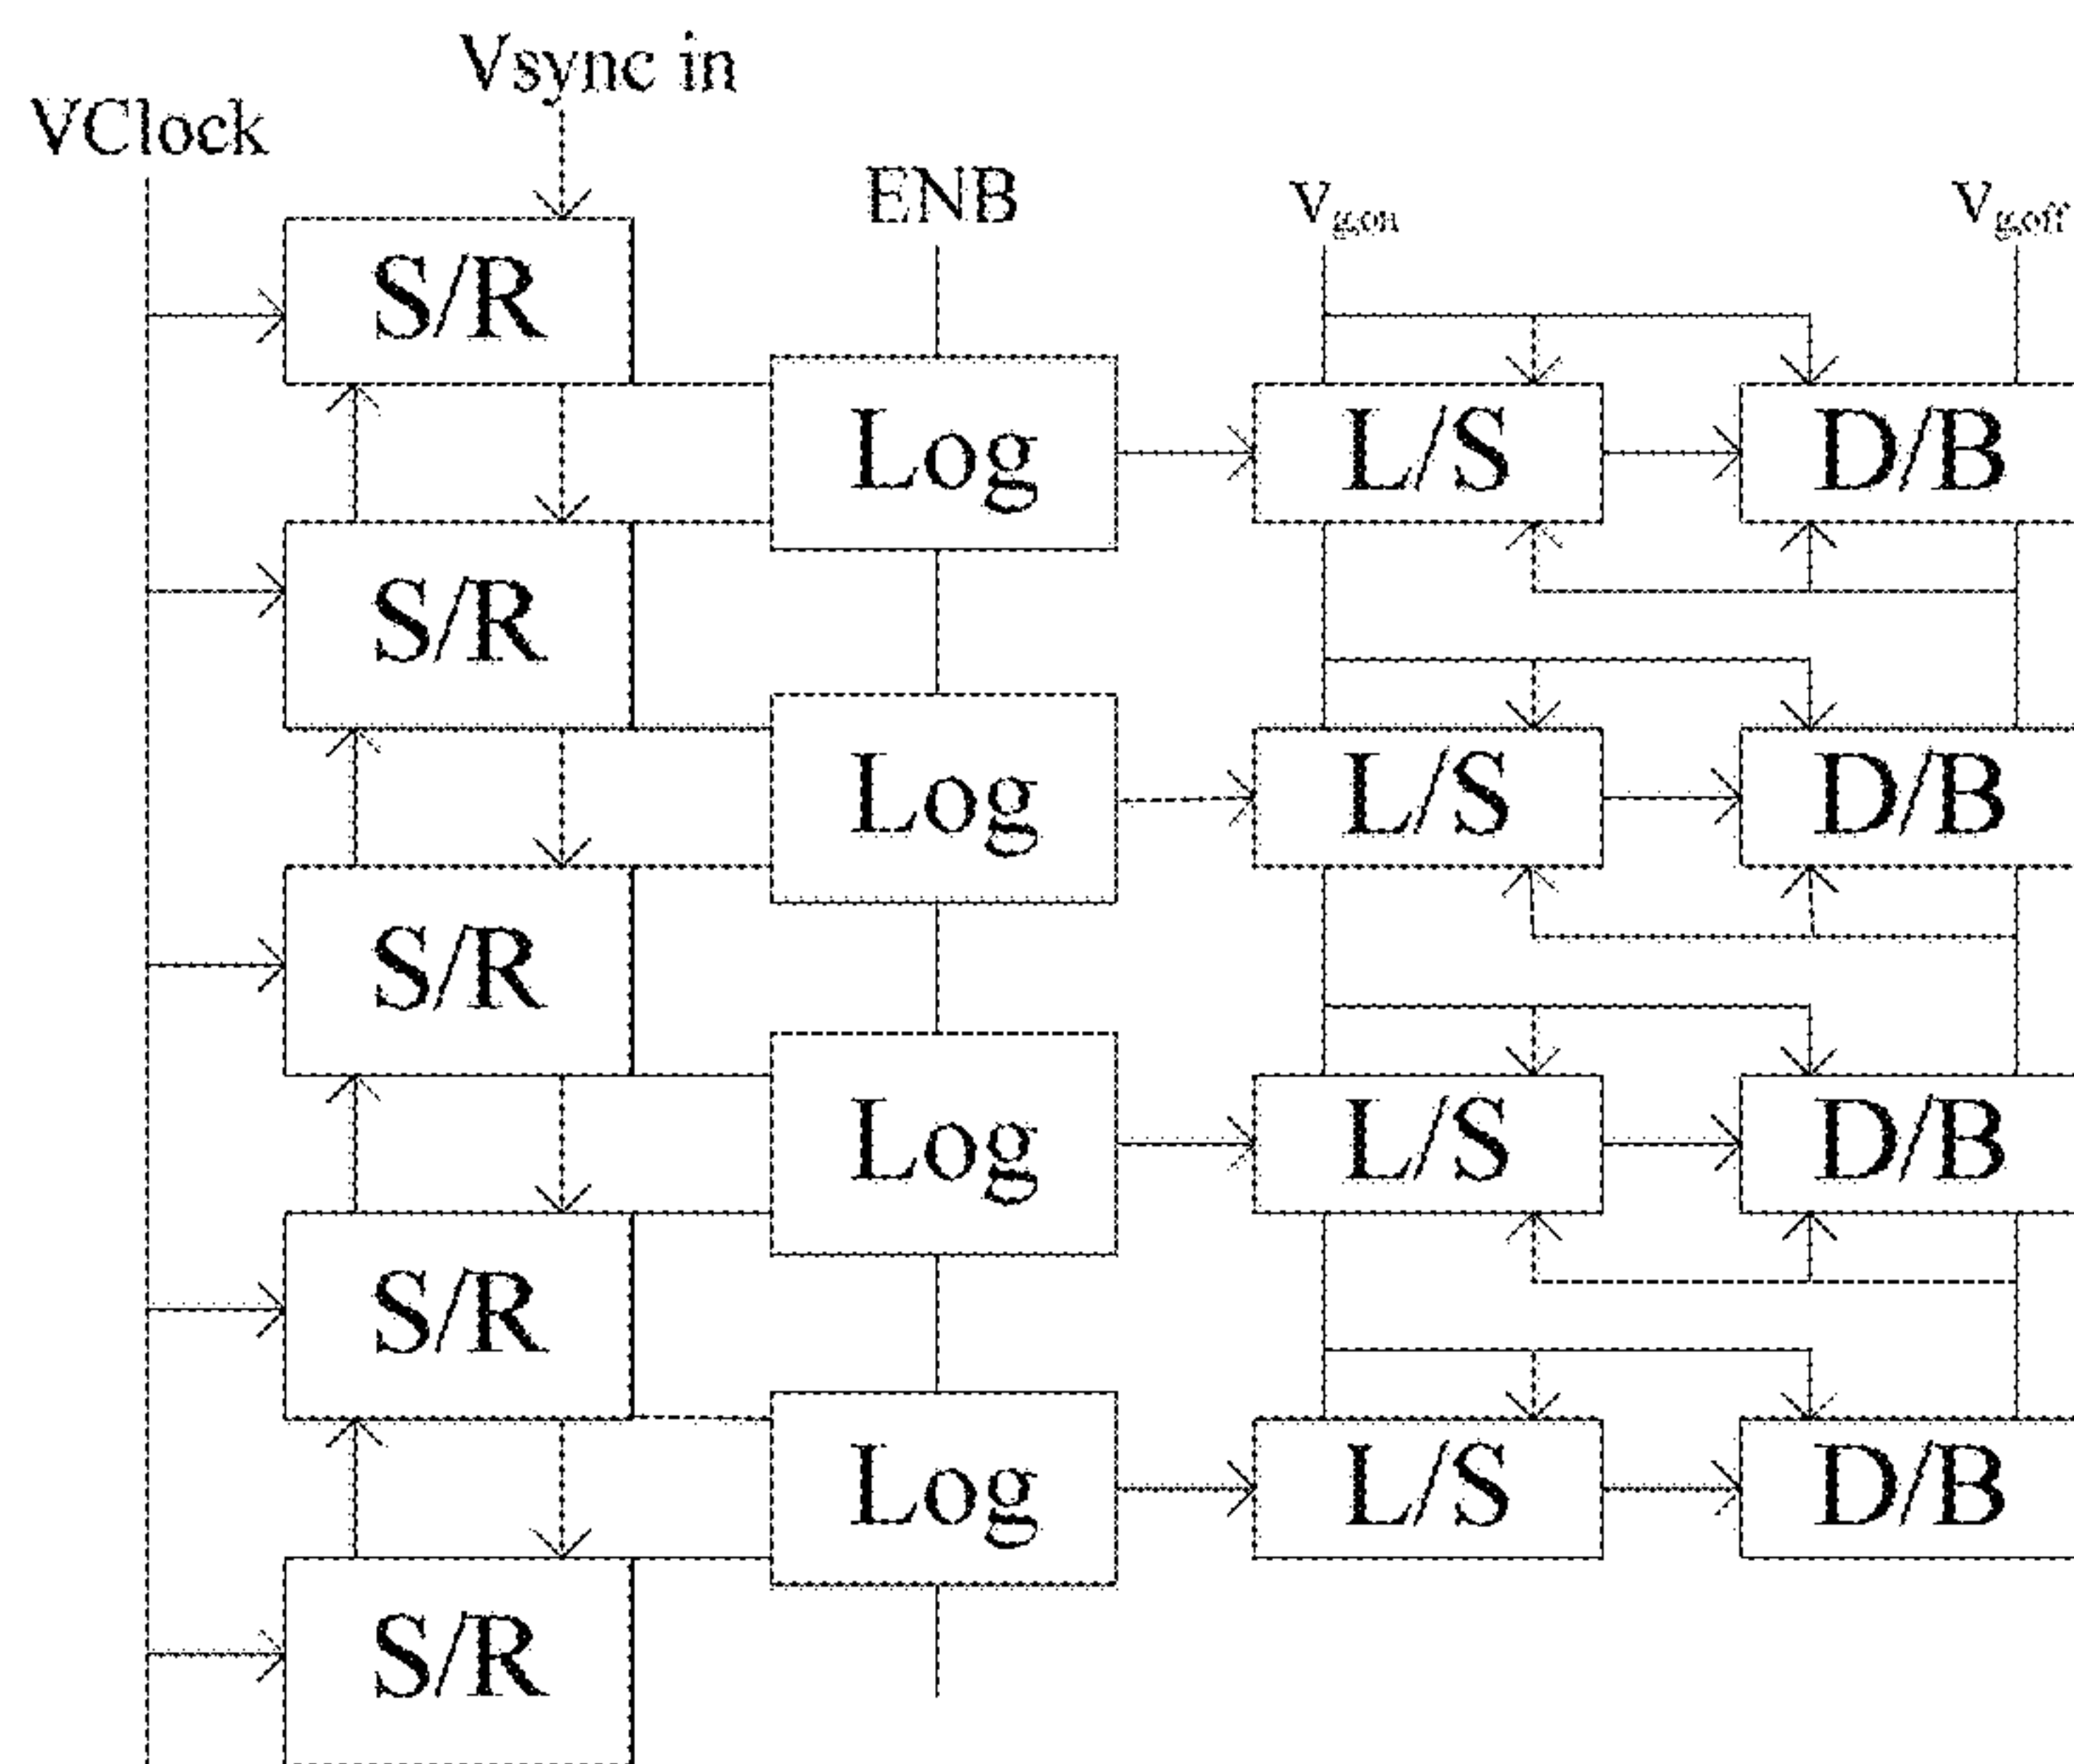 Vsync in
VClock
ENB
Vgon
Vgoff
S/R
Log
L/S
D/B
S/R
Log
L/S
D/B
S/R
Log
L/S
D/B
S/R
Log
L/S
D/B
S/R